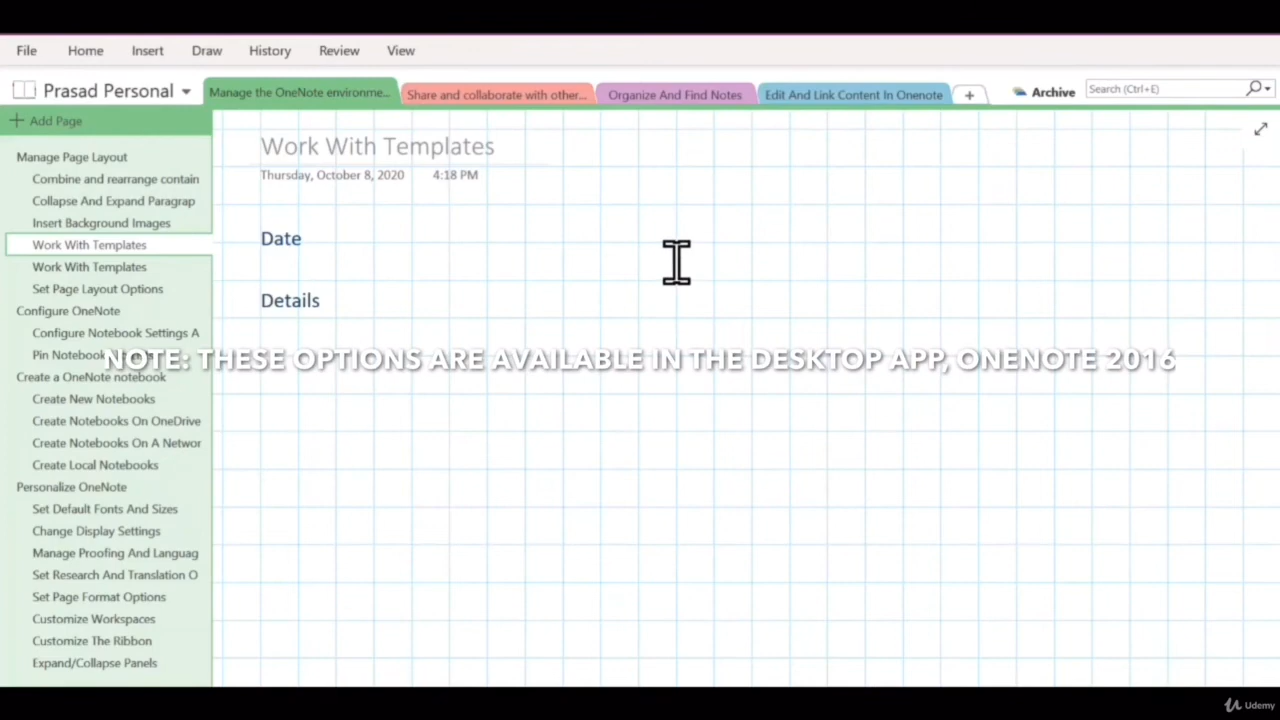 File Home Insert Draw History Review View
Prasad Personal Manage the OneNote environme... Share and collaborate with other... Organize And Find Notes Edit And Link Content In Onenote + Archive Search (Ctrl+E)
Add Page
Work With Templates
Thursday, October 8, 2020 4:18 PM
Date
Details
Manage Page Layout
Combine and rearrange contain
Collapse And Expand Paragrap
Insert Background Images
Work With Templates
Work With Templates
Set Page Layout Options
Configure OneNote
Configure Notebook Settings A
Pin Notebook
NOTE: THESE OPTIONS ARE AVAILABLE IN THE DESKTOP APP, ONENOTE 2016
Create a OneNote notebook
Create New Notebooks
Create Notebooks On OneDrive
Create Notebooks On A Networ
Create Local Notebooks
Personalize OneNote
Set Default Fonts And Sizes
Change Display Settings
Manage Proofing And Languag
Set Research And Translation O
Set Page Format Options
Customize Workspaces
Customize The Ribbon
Expand/Collapse Panels
Udemy